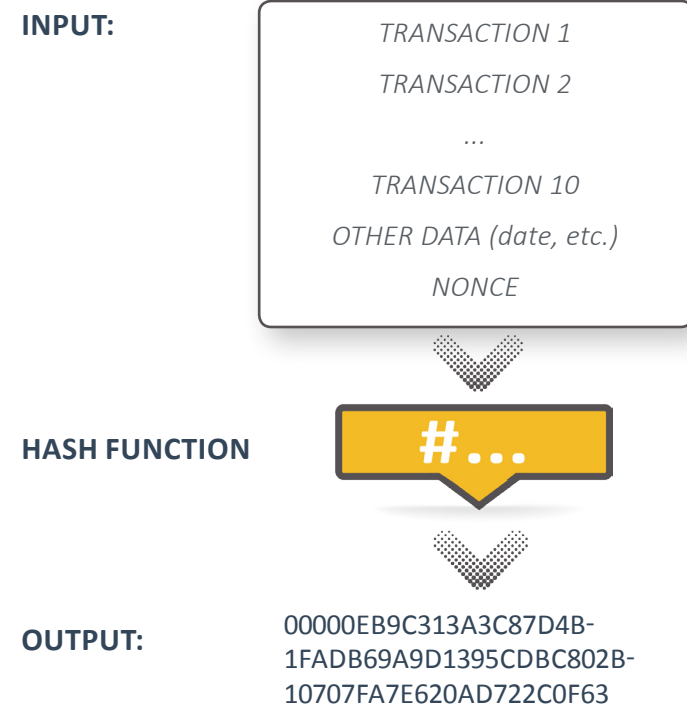 INPUT:
TRANSACTION 1
TRANSACTION 2
...
TRANSACTION 10
OTHER DATA (date, etc.)
NONCE
HASH FUNCTION
#...
OUTPUT:
00000EB9C313A3C87D4B-
1FADB69A9D1395CDBC802B-
10707FA7E620AD722C0F63